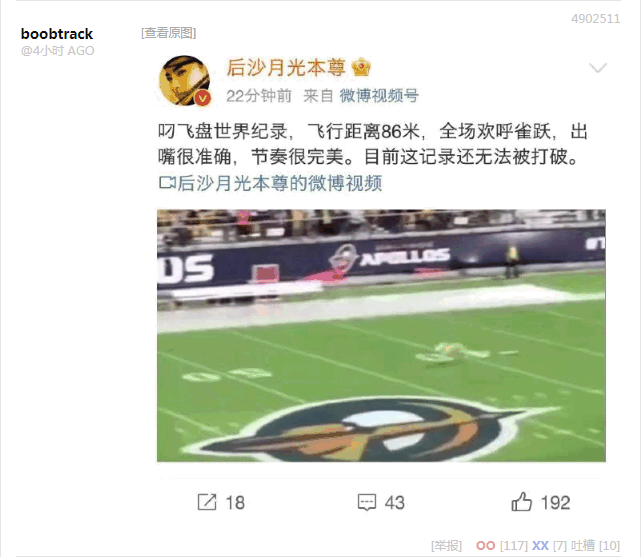 4902511
boobtrack
[查看原图]
@4小时 AGO
后沙月光本尊
22分钟前 来自 微博视频号
叼飞盘世界纪录，飞行距离86米，全场欢呼雀跃，出
嘴很准确，节奏很完美。目前这记录还无法被打破。
后沙月光本尊的微博视频
OS
APOLLOS
18
43
192
[举报] OO [117] XX [7] 吐槽 [10]